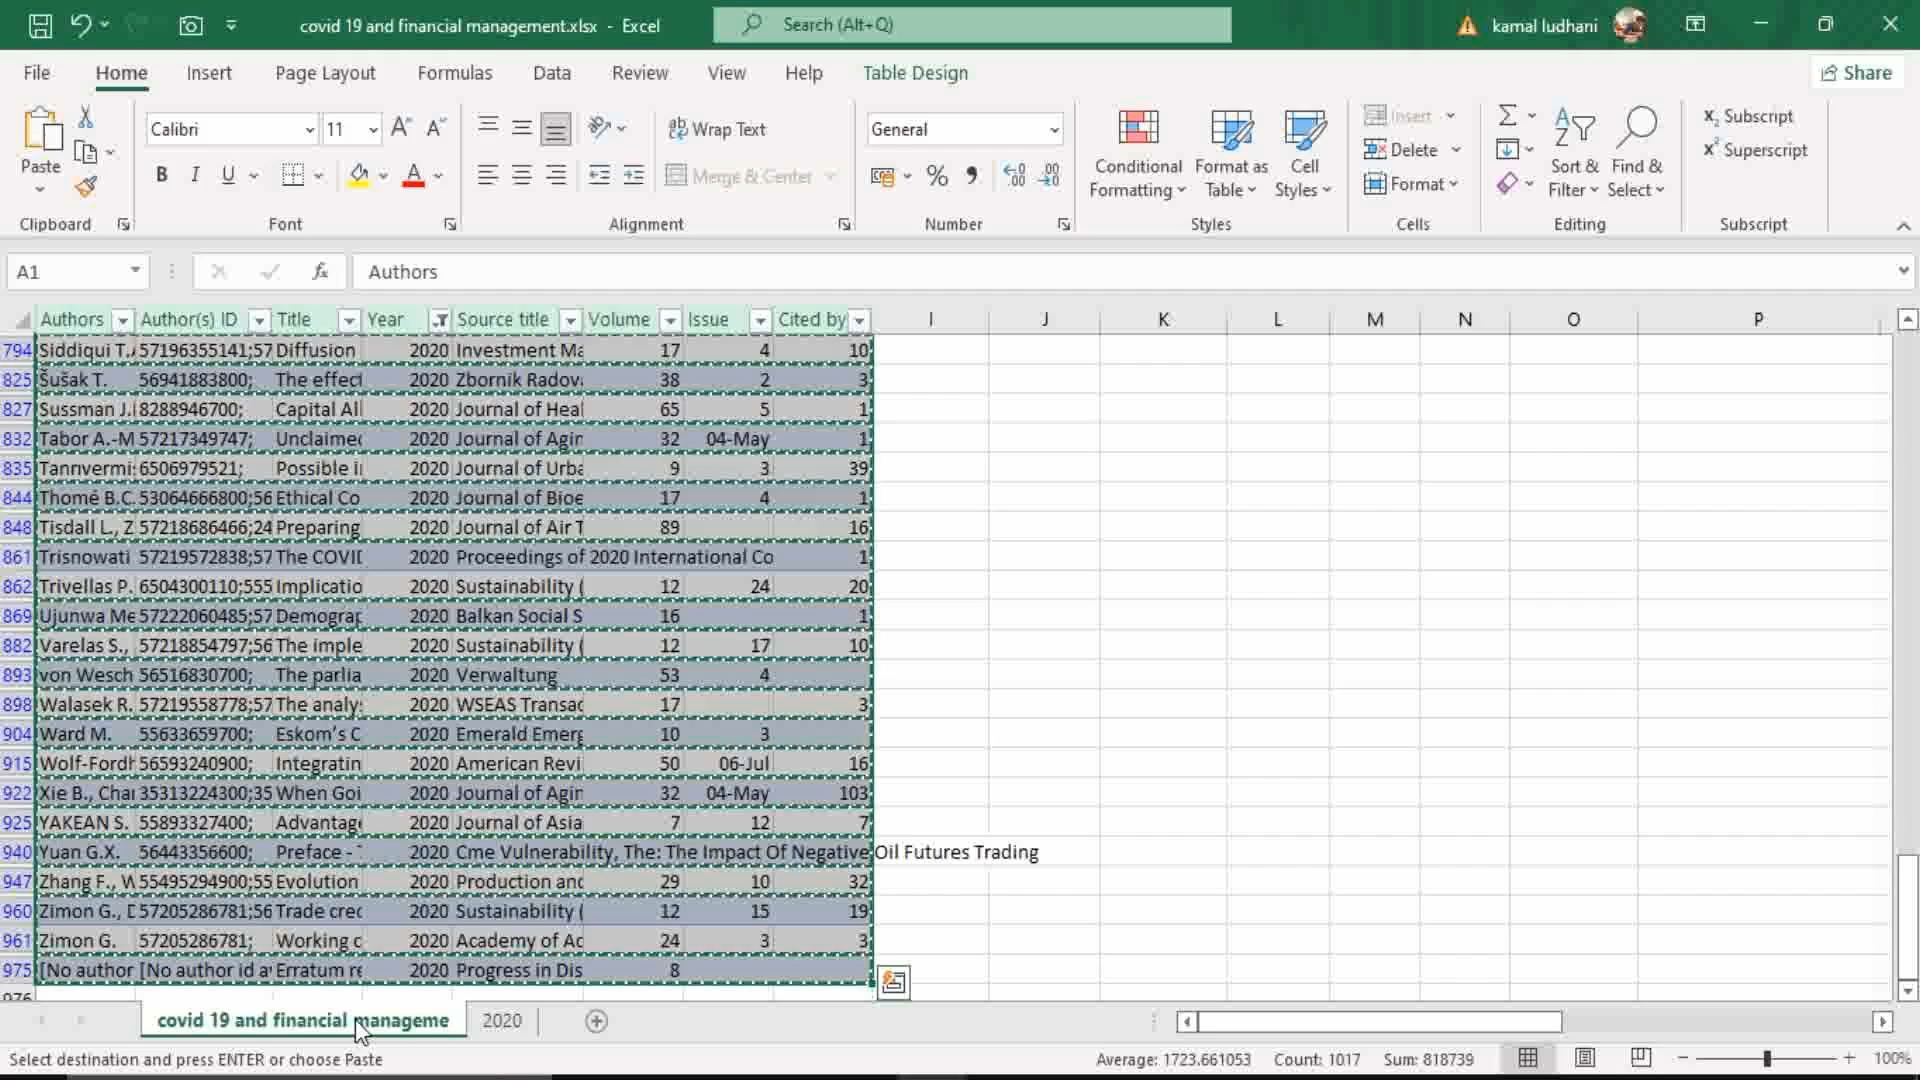 covid 19 and financial management.xlsx - Excel
Search (Alt+Q)
kamal ludhani
File Home Insert Page Layout Formulas Data Review View Help Table Design
Share
Paste
Calibri 11
Wrap Text
General
Conditional Formatting
Format as Table
Cell Styles
Insert
Delete
Format
Sort & Filter
Find & Select
Subscript
Superscript
B I U
Merge & Center
Clipboard Font Alignment Number Styles Cells Editing Subscript
A1 fx Authors
Authors Author(s) ID Title Year Source title Volume Issue Cited by I J K L M N O P
794 Siddiqui T., 57196355141;57 Diffusion 2020 Investment Ma 17 4 10
825 Šušak T. 56941883800; The effect 2020 Zbornik Radova 38 2 3
827 Sussman J. 8288946700; Capital All 2020 Journal of Heal 65 5 1
832 Tabor A.-M 57217349747; Unclaimed 2020 Journal of Agin 32 04-May 1
835 Tannvermi 6506979521; Possible i 2020 Journal of Urba 9 3 39
844 Thomé B.C. 53064666800;56 Ethical Co 2020 Journal of Bioe 17 4 1
848 Tisdall L., Z 57218686466;24 Preparing 2020 Journal of Air T 89 16
861 Trisnowati 57219572838;57 The COVID 2020 Proceedings of 2020 International Co 1
862 Trivellas P. 6504300110;555 Implicatio 2020 Sustainability ( 12 24 20
869 Ujunwa Me 57222060485;57 Demograp 2020 Balkan Social S 16 1
882 Varelas S., 57218854797;56 The imple 2020 Sustainability ( 12 17 10
893 von Wesch 56516830700; The parlia 2020 Verwaltung 53 4
898 Walasek R. 57219558778;57 The analys 2020 WSEAS Transac 17 3
904 Ward M. 55633659700; Eskom’s C 2020 Emerald Emerg 10 3
915 Wolf-Fordh 56593240900; Integratin 2020 American Revi 50 06-Jul 16
922 Xie B., Char 35313224300;35 When Goi 2020 Journal of Agin 32 04-May 103
925 YAKEAN S. 55893327400; Advantage 2020 Journal of Asia 7 12 7
940 Yuan G.X. 56443356600; Preface - T 2020 Cme Vulnerability, The: The Impact Of Negative Oil Futures Trading
947 Zhang F., W 55495294900;55 Evolution 2020 Production and 29 10 32
960 Zimon G., D 57205286781;56 Trade crec 2020 Sustainability ( 12 15 19
961 Zimon G. 57205286781; Working c 2020 Academy of Ac 24 3 3
975 [No author [No author id av Erratum re 2020 Progress in Dis 8
976
covid 19 and financial manageme 2020
Select destination and press ENTER or choose Paste Average: 1723.661053 Count: 1017 Sum: 818739 100%